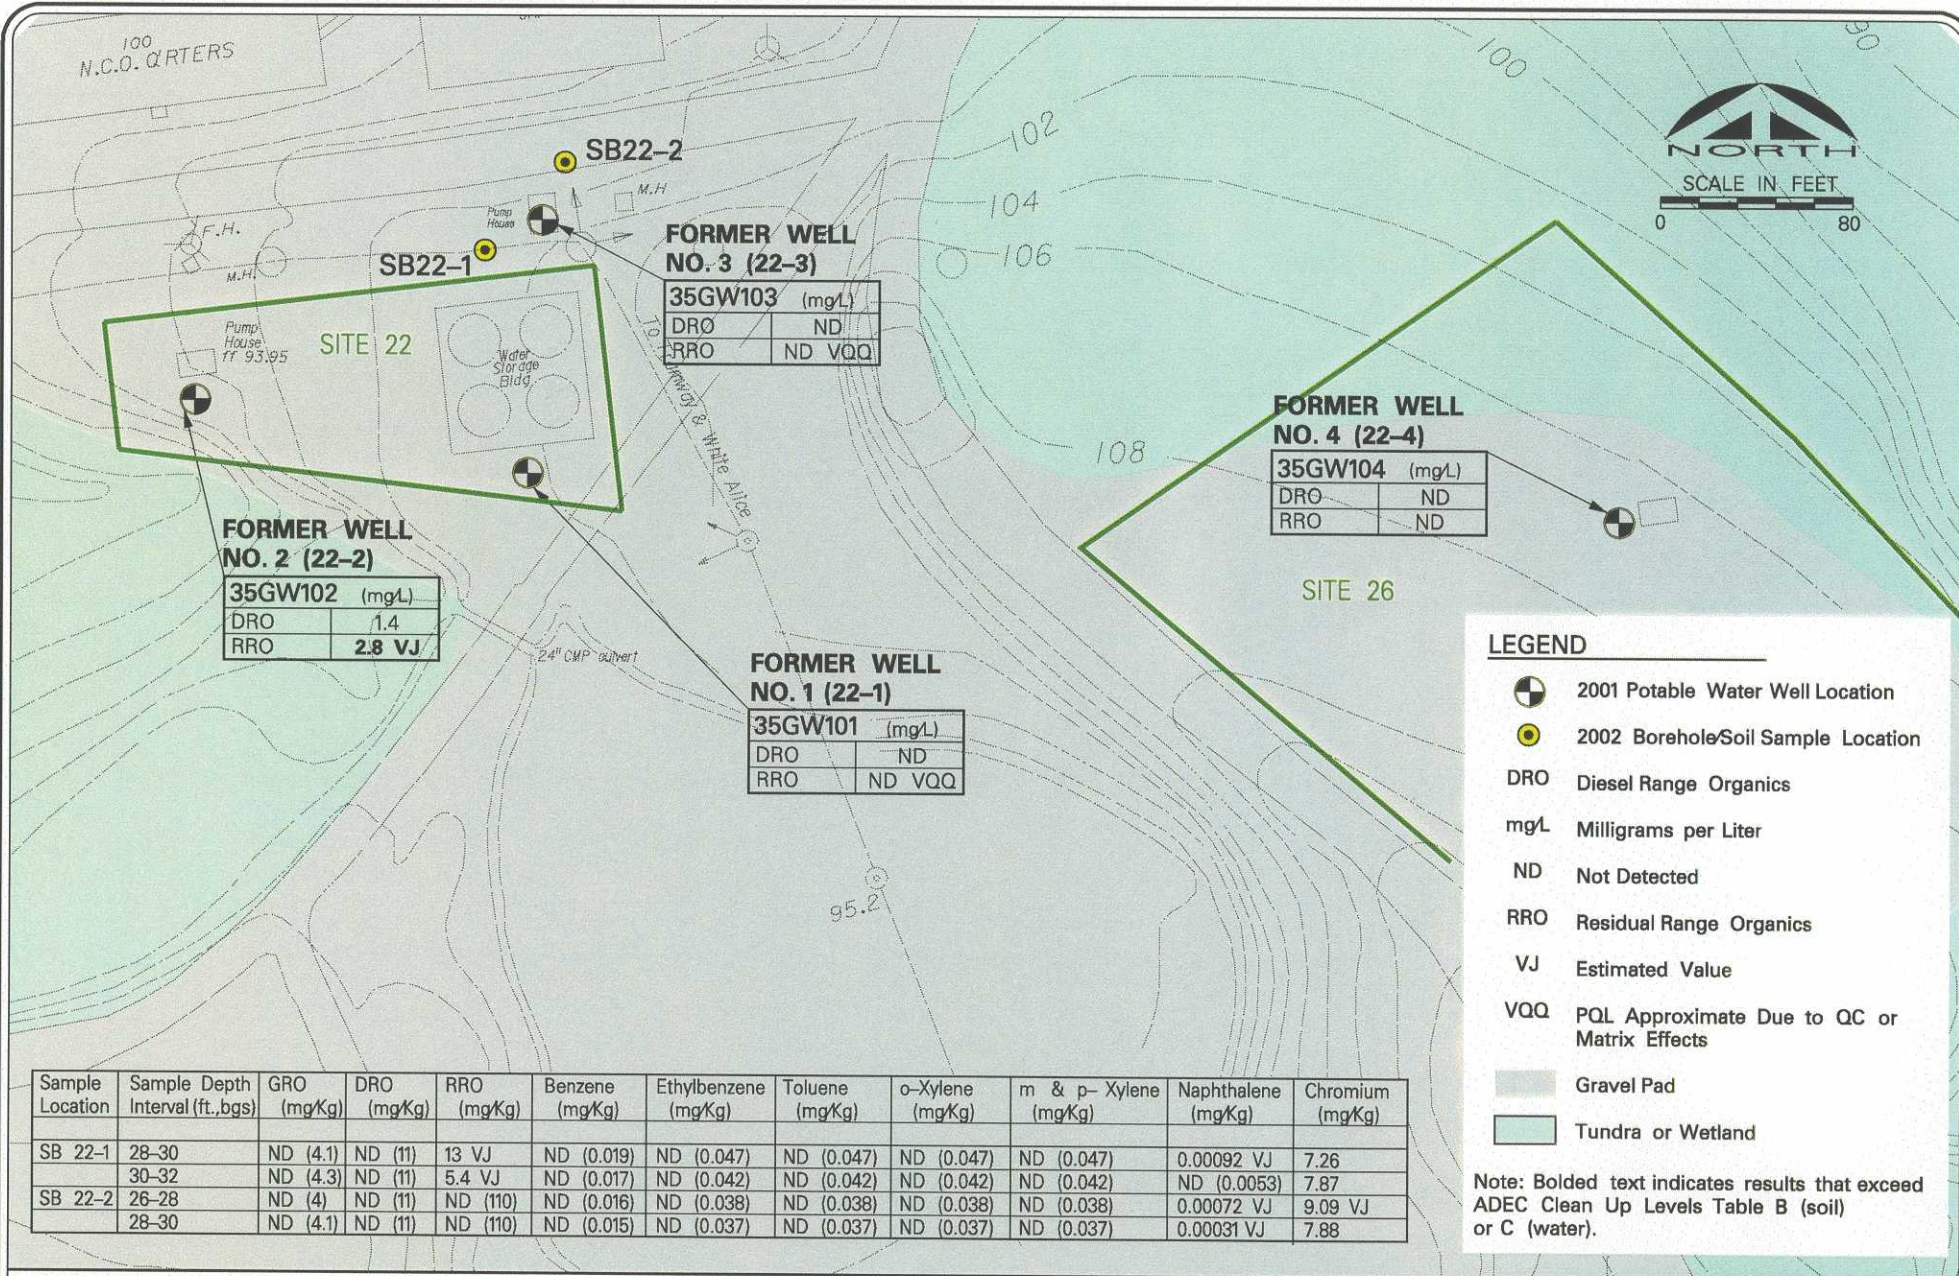 100
N.C.O. Q'RTERS
100
90
102
104
106
108
NORTH
SCALE IN FEET
0 80
SB22–2
M.H
Pump
House
F.H.
M.H.
SB22–1
FORMER WELL
NO. 3 (22–3)
35GW103 (mg/L)
DRO ND
RRO ND VQQ
Pump
House
ff 93.95
SITE 22
Water
Storage
Bldg
To & White Alice
FORMER WELL
NO. 4 (22–4)
35GW104 (mg/L)
DRO ND
RRO ND
SITE 26
FORMER WELL
NO. 2 (22–2)
35GW102 (mg/L)
DRO 1.4
RRO 2.8 VJ
24" CMP culvert
FORMER WELL
NO. 1 (22–1)
35GW101 (mg/L)
DRO ND
RRO ND VQQ
95.2
LEGEND
2001 Potable Water Well Location
2002 Borehole/Soil Sample Location
DRO Diesel Range Organics
mg/L Milligrams per Liter
ND Not Detected
RRO Residual Range Organics
VJ Estimated Value
VQQ PQL Approximate Due to QC or
Matrix Effects
Gravel Pad
Tundra or Wetland
Note: Bolded text indicates results that exceed
ADEC Clean Up Levels Table B (soil)
or C (water).
Sample Sample Depth GRO DRO RRO Benzene Ethylbenzene Toluene o–Xylene m & p– Xylene Naphthalene Chromium
Location Interval (ft.,bgs) (mg/Kg) (mg/Kg) (mg/Kg) (mg/Kg) (mg/Kg) (mg/Kg) (mg/Kg) (mg/Kg) (mg/Kg) (mg/Kg)
SB 22–1 28–30 ND (4.1) ND (11) 13 VJ ND (0.019) ND (0.047) ND (0.047) ND (0.047) ND (0.047) 0.00092 VJ 7.26
30–32 ND (4.3) ND (11) 5.4 VJ ND (0.017) ND (0.042) ND (0.042) ND (0.042) ND (0.042) ND (0.0053) 7.87
SB 22–2 26–28 ND (4) ND (11) ND (110) ND (0.016) ND (0.038) ND (0.038) ND (0.038) ND (0.038) 0.00072 VJ 9.09 VJ
28–30 ND (4.1) ND (11) ND (110) ND (0.015) ND (0.037) ND (0.037) ND (0.037) ND (0.037) 0.00031 VJ 7.88